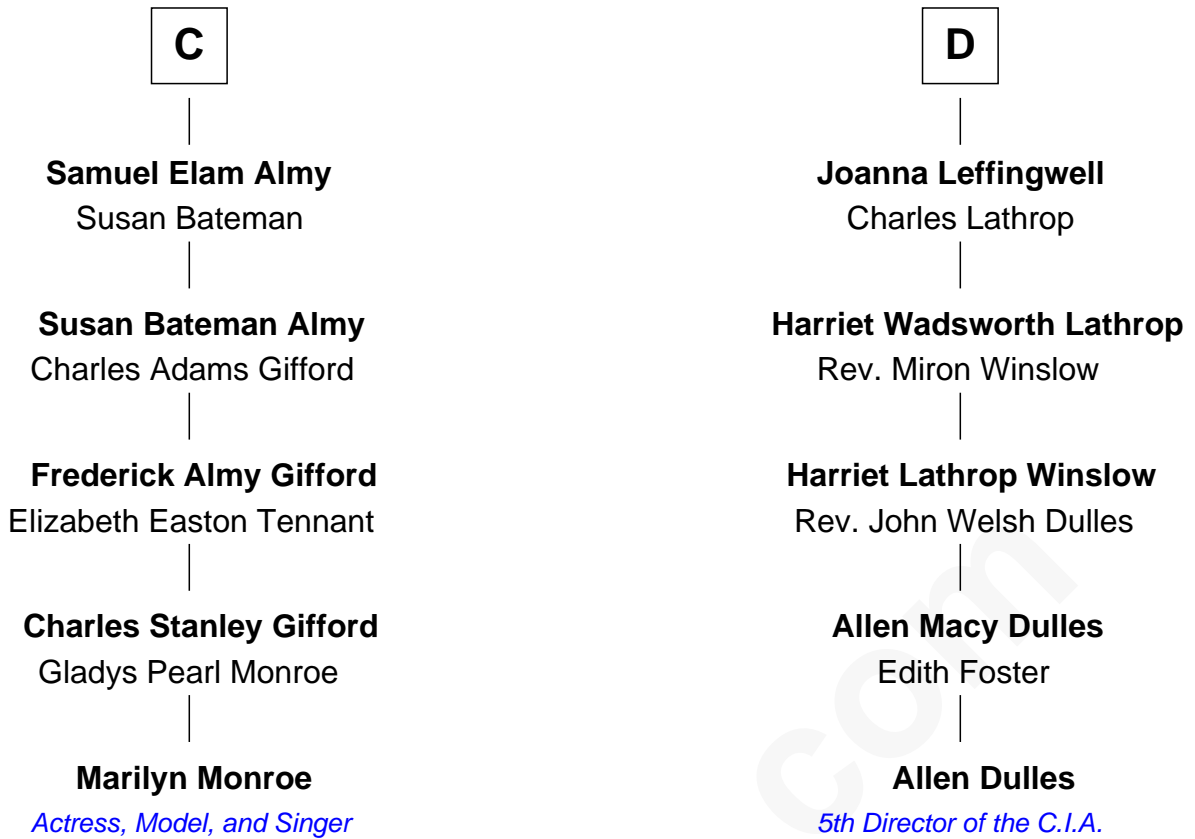 C
Samuel Elam Almy
Susan Bateman
Susan Bateman Almy
Charles Adams Gifford
Frederick Almy Gifford
Elizabeth Easton Tennant
Charles Stanley Gifford
Gladys Pearl Monroe
Marilyn Monroe
Actress, Model, and Singer
D
Joanna Leffingwell
Charles Lathrop
Harriet Wadsworth Lathrop
Rev. Miron Winslow
Harriet Lathrop Winslow
Rev. John Welsh Dulles
Allen Macy Dulles
Edith Foster
Allen Dulles
5th Director of the C.I.A.
com